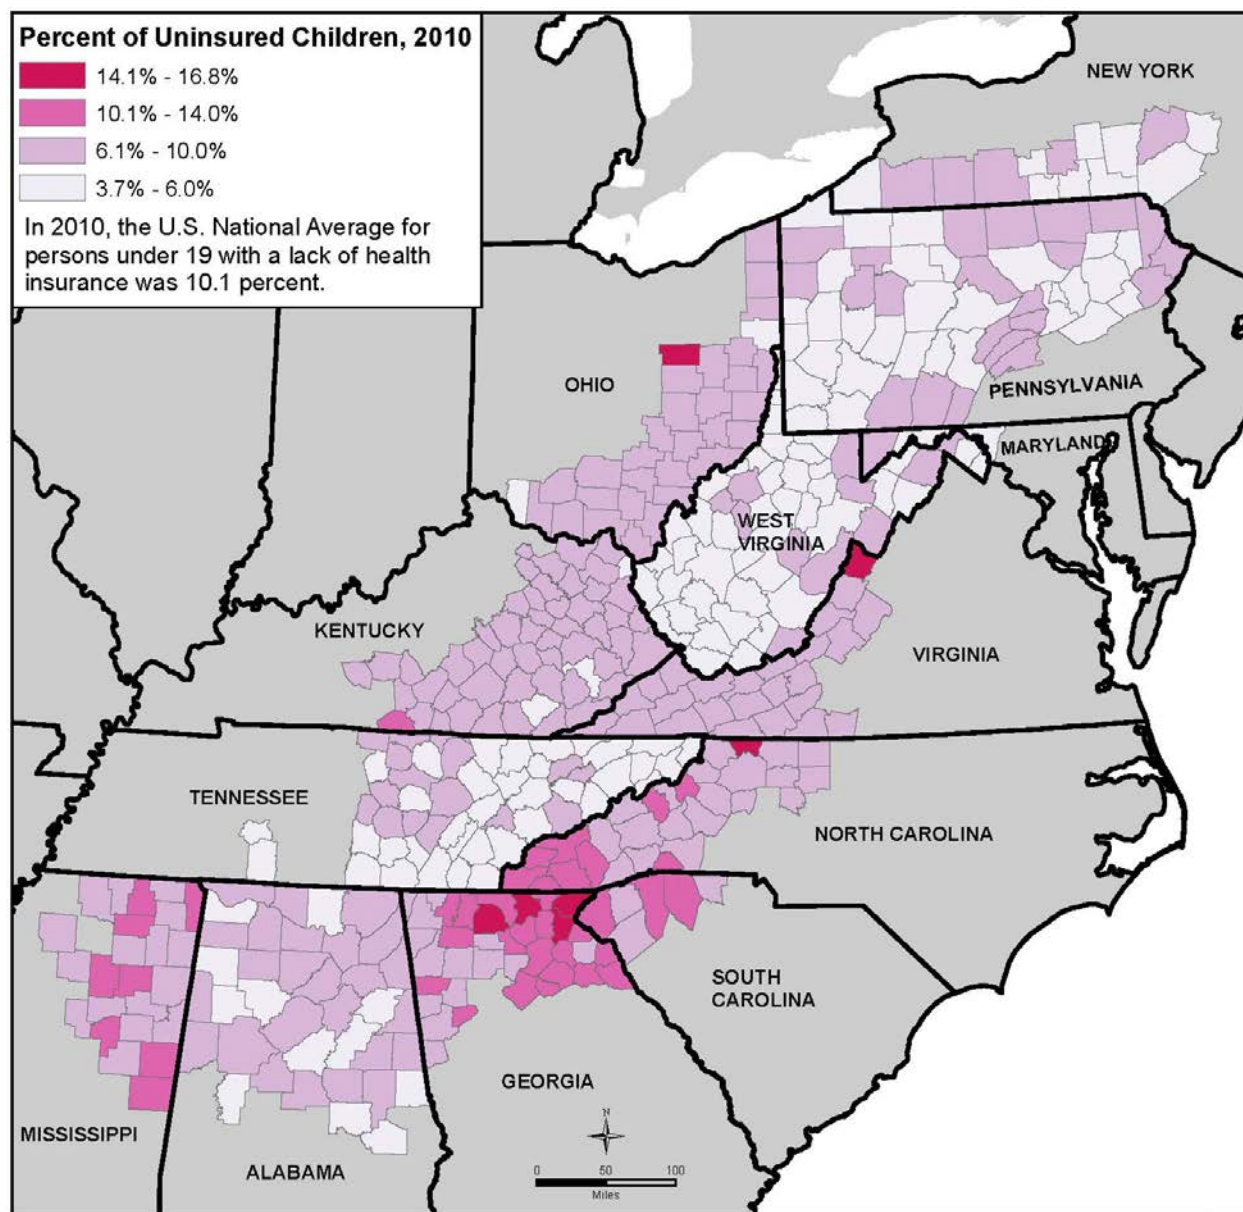 Percent of Uninsured Children, 2010
14.1% - 16.8%
10.1% - 14.0%
6.1% - 10.0%
3.7% - 6.0%
In 2010, the U.S. National Average for
persons under 19 with a lack of health
insurance was 10.1 percent.
NEW YORK
OHIO
PENNSYLVANIA
MARYLAND
WEST
VIRGINIA
KENTUCKY
VIRGINIA
TENNESSEE
NORTH CAROLINA
SOUTH
CAROLINA
GEORGIA
MISSISSIPPI
ALABAMA
N
0 50 100
Miles